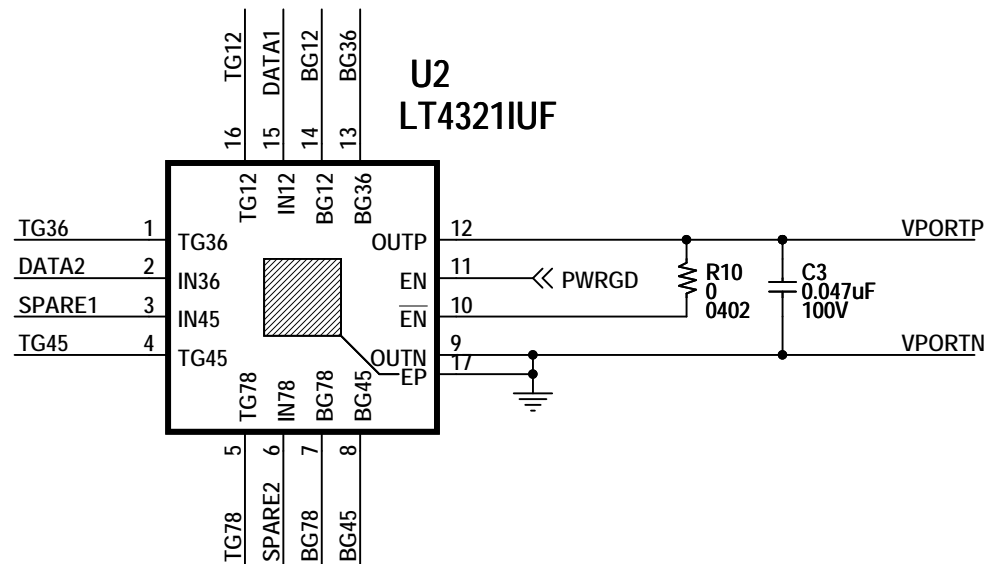 TG12
DATA1
BG12
BG36
U2
LT4321IUF
16
15
14
13
TG12
IN12
BG12
BG36
TG36
1
TG36
OUTP
12
VPORTP
DATA2
2
IN36
EN
11
PWRGD
R10
0
0402
C3
0.047uF
100V
SPARE1
3
IN45
EN
10
TG45
4
TG45
OUTN
9
VPORTN
EP
17
TG78
IN78
BG78
BG45
5
6
7
8
TG78
SPARE2
BG78
BG45